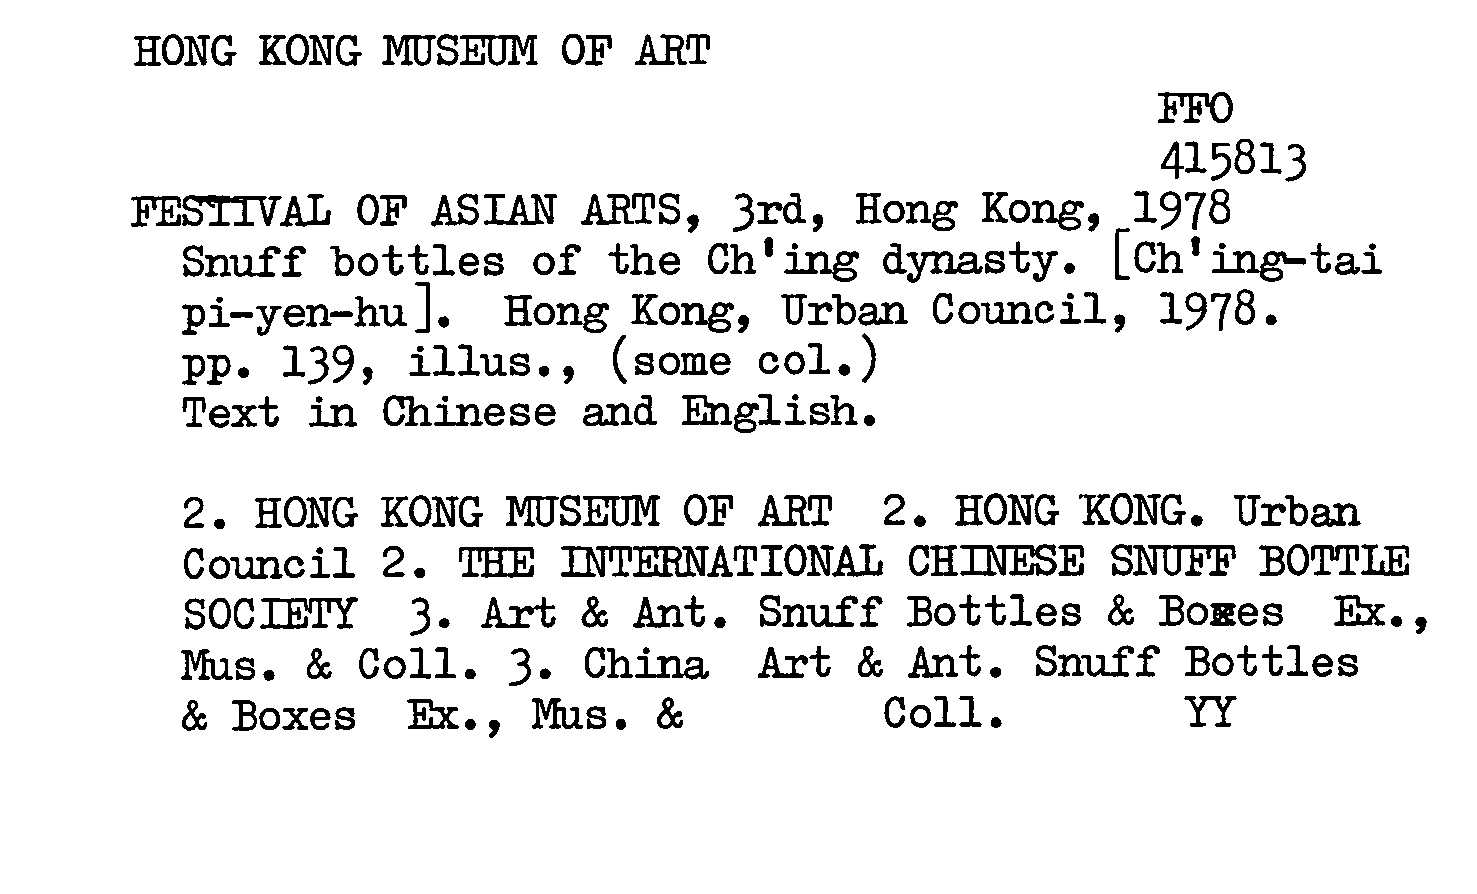 HONG KONG MUSEUM OF ART
FFO
415813
FESTIVAL OF ASIAN ARTS, 3rd, Hong Kong, 1978
Snuff bottles of the Ch'ing dynasty. [Ch'ing-tai
pi-yen-hu]. Hong Kong, Urban Council, 1978.
pp. 139, illus., (some col.)
Text in Chinese and English.
2. HONG KONG MUSEUM OF ART 2. HONG KONG. Urban
Council 2. THE INTERNATIONAL CHINESE SNUFF BOTTLE
SOCIETY 3. Art & Ant. Snuff Bottles & Boxes Ex.,
Mus. & Coll. 3. China Art & Ant. Snuff Bottles
& Boxes Ex., Mus. & Coll. YY